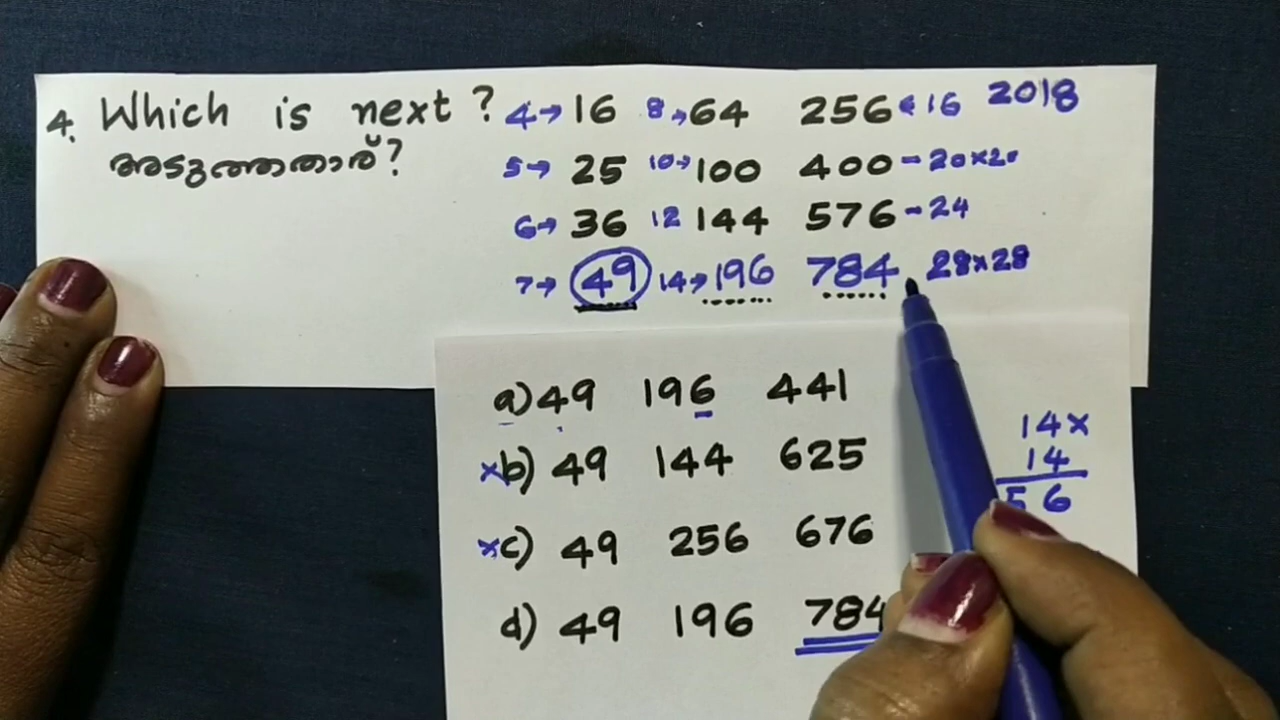 4. Which is next ? 4→ 16 8→ 64 256 ← 16 2018
അടുത്തതാര്? 5→ 25 10→ 100 400 - 20×20
6→ 36 12 144 576 - 24
7→ 49 14→ 196 784 28×28
a) 49 196 441
14×
14
56
×b) 49 144 625
×c) 49 256 676
d) 49 196 784